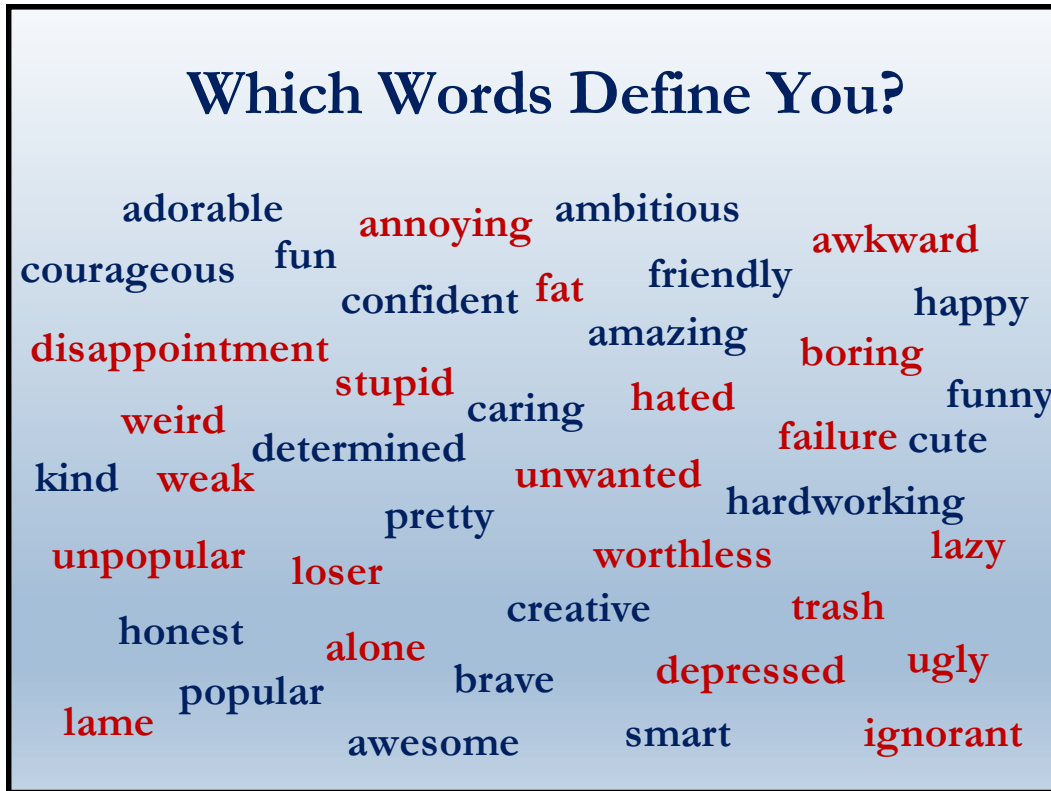 Which Words Define You?
adorable annoying ambitious awkward
courageous fun confident fat friendly happy
disappointment stupid amazing boring
weird caring hated funny
kind weak determined unwanted failure cute
pretty hardworking
unpopular loser worthless lazy
honest alone creative trash
popular brave depressed ugly
lame awesome smart ignorant